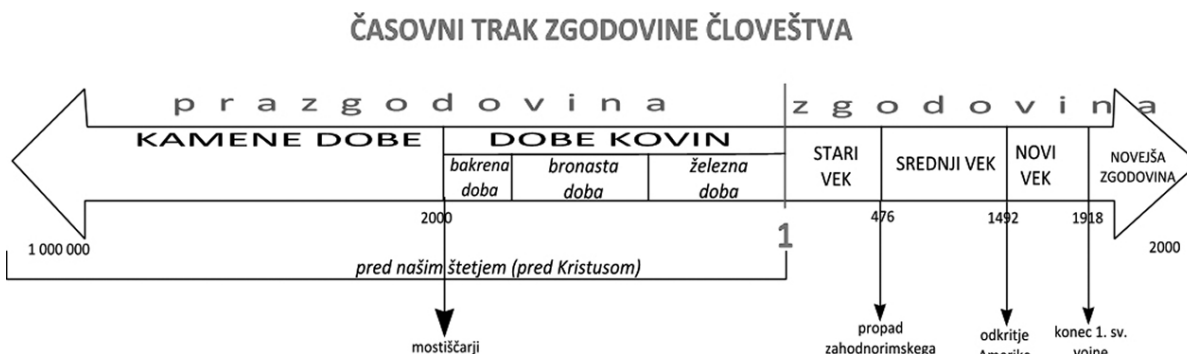 ČASOVNI TRAK ZGODOVINE ČLOVEŠTVA
prazgodovina
zgodovina
KAMENE DOBE
DOBE KOVIN
bakrena
doba
bronasta
doba
železna
doba
STARI
VEK
SREDNJI VEK
NOVI
VEK
NOVEJŠA
ZGODOVINA
1 000 000
2000
1
476
1492
1918
2000
pred našim štetjem (pred Kristusom)
mostiščarji
propad
zahodnorimskega
odkritje
Amerike
konec 1. sv.
vojne